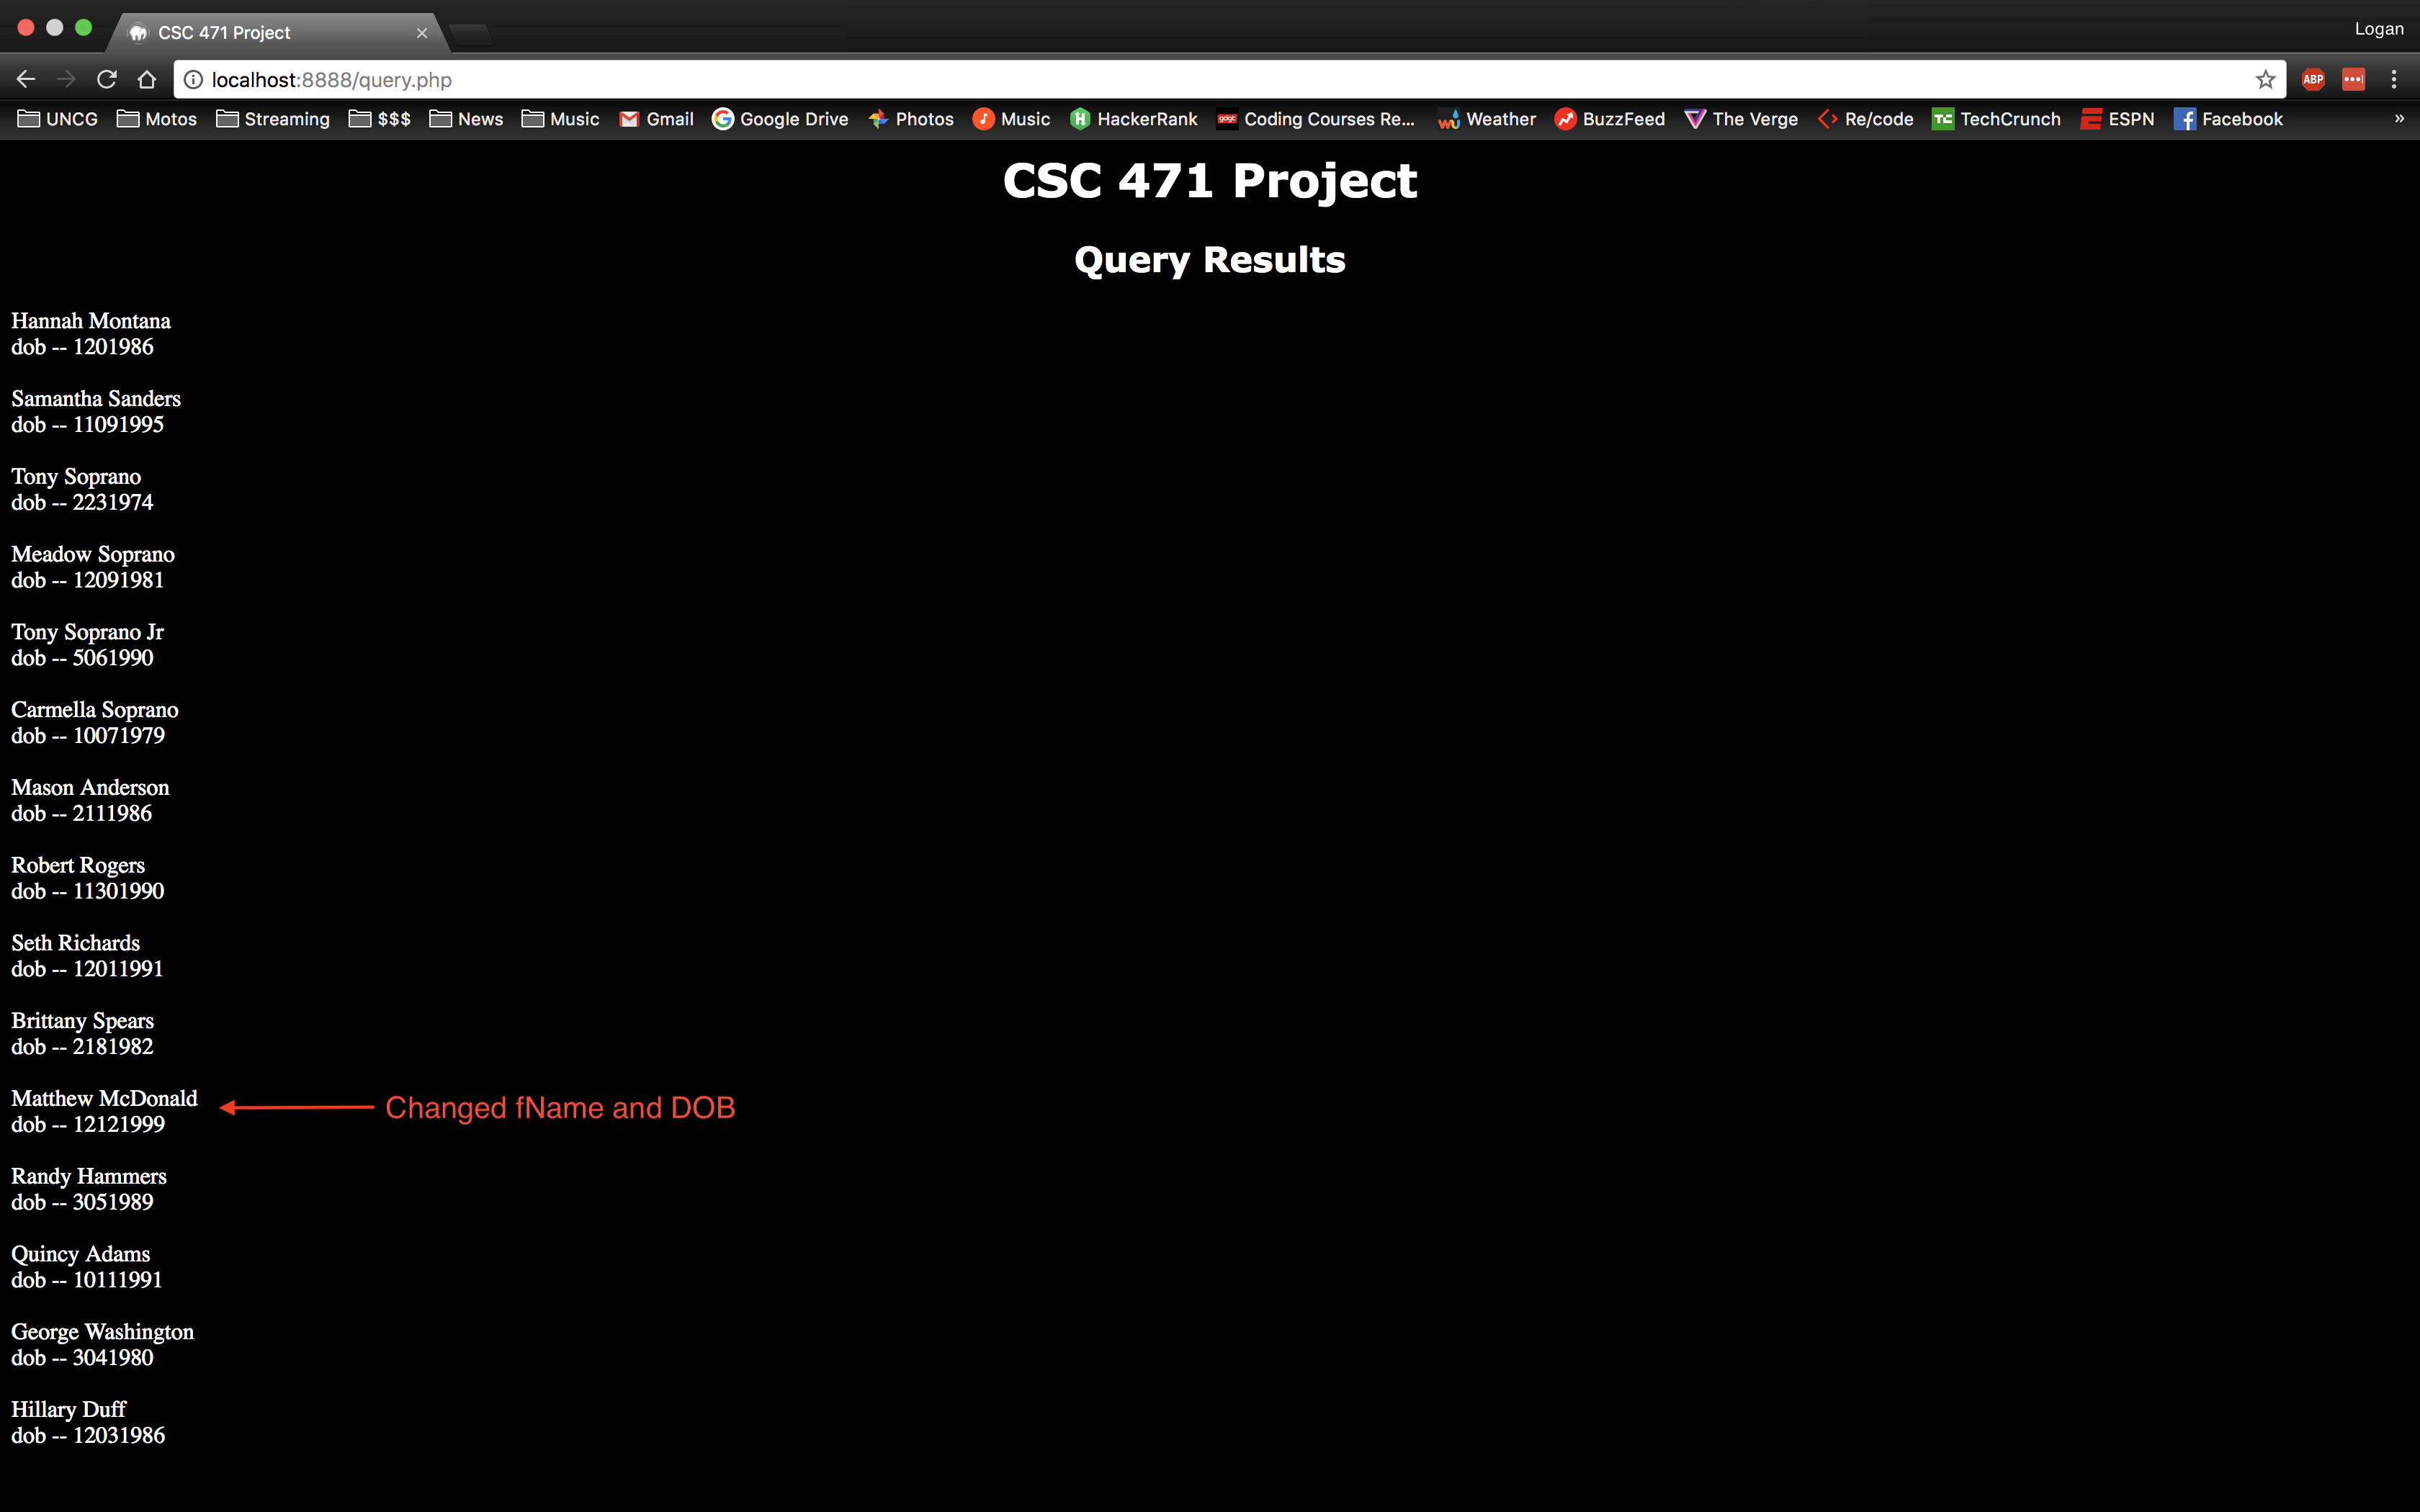 CSC 471 Project
Logan
localhost:8888/query.php
ABP
UNCG Motos Streaming $$$ News Music Gmail Google Drive Photos Music HackerRank Coding Courses Re... Weather BuzzFeed The Verge Re/code TechCrunch ESPN Facebook »
CSC 471 Project
Query Results
Hannah Montana
dob -- 1201986
Samantha Sanders
dob -- 11091995
Tony Soprano
dob -- 2231974
Meadow Soprano
dob -- 12091981
Tony Soprano Jr
dob -- 5061990
Carmella Soprano
dob -- 10071979
Mason Anderson
dob -- 2111986
Robert Rogers
dob -- 11301990
Seth Richards
dob -- 12011991
Brittany Spears
dob -- 2181982
Matthew McDonald
dob -- 12121999
Changed fName and DOB
Randy Hammers
dob -- 3051989
Quincy Adams
dob -- 10111991
George Washington
dob -- 3041980
Hillary Duff
dob -- 12031986